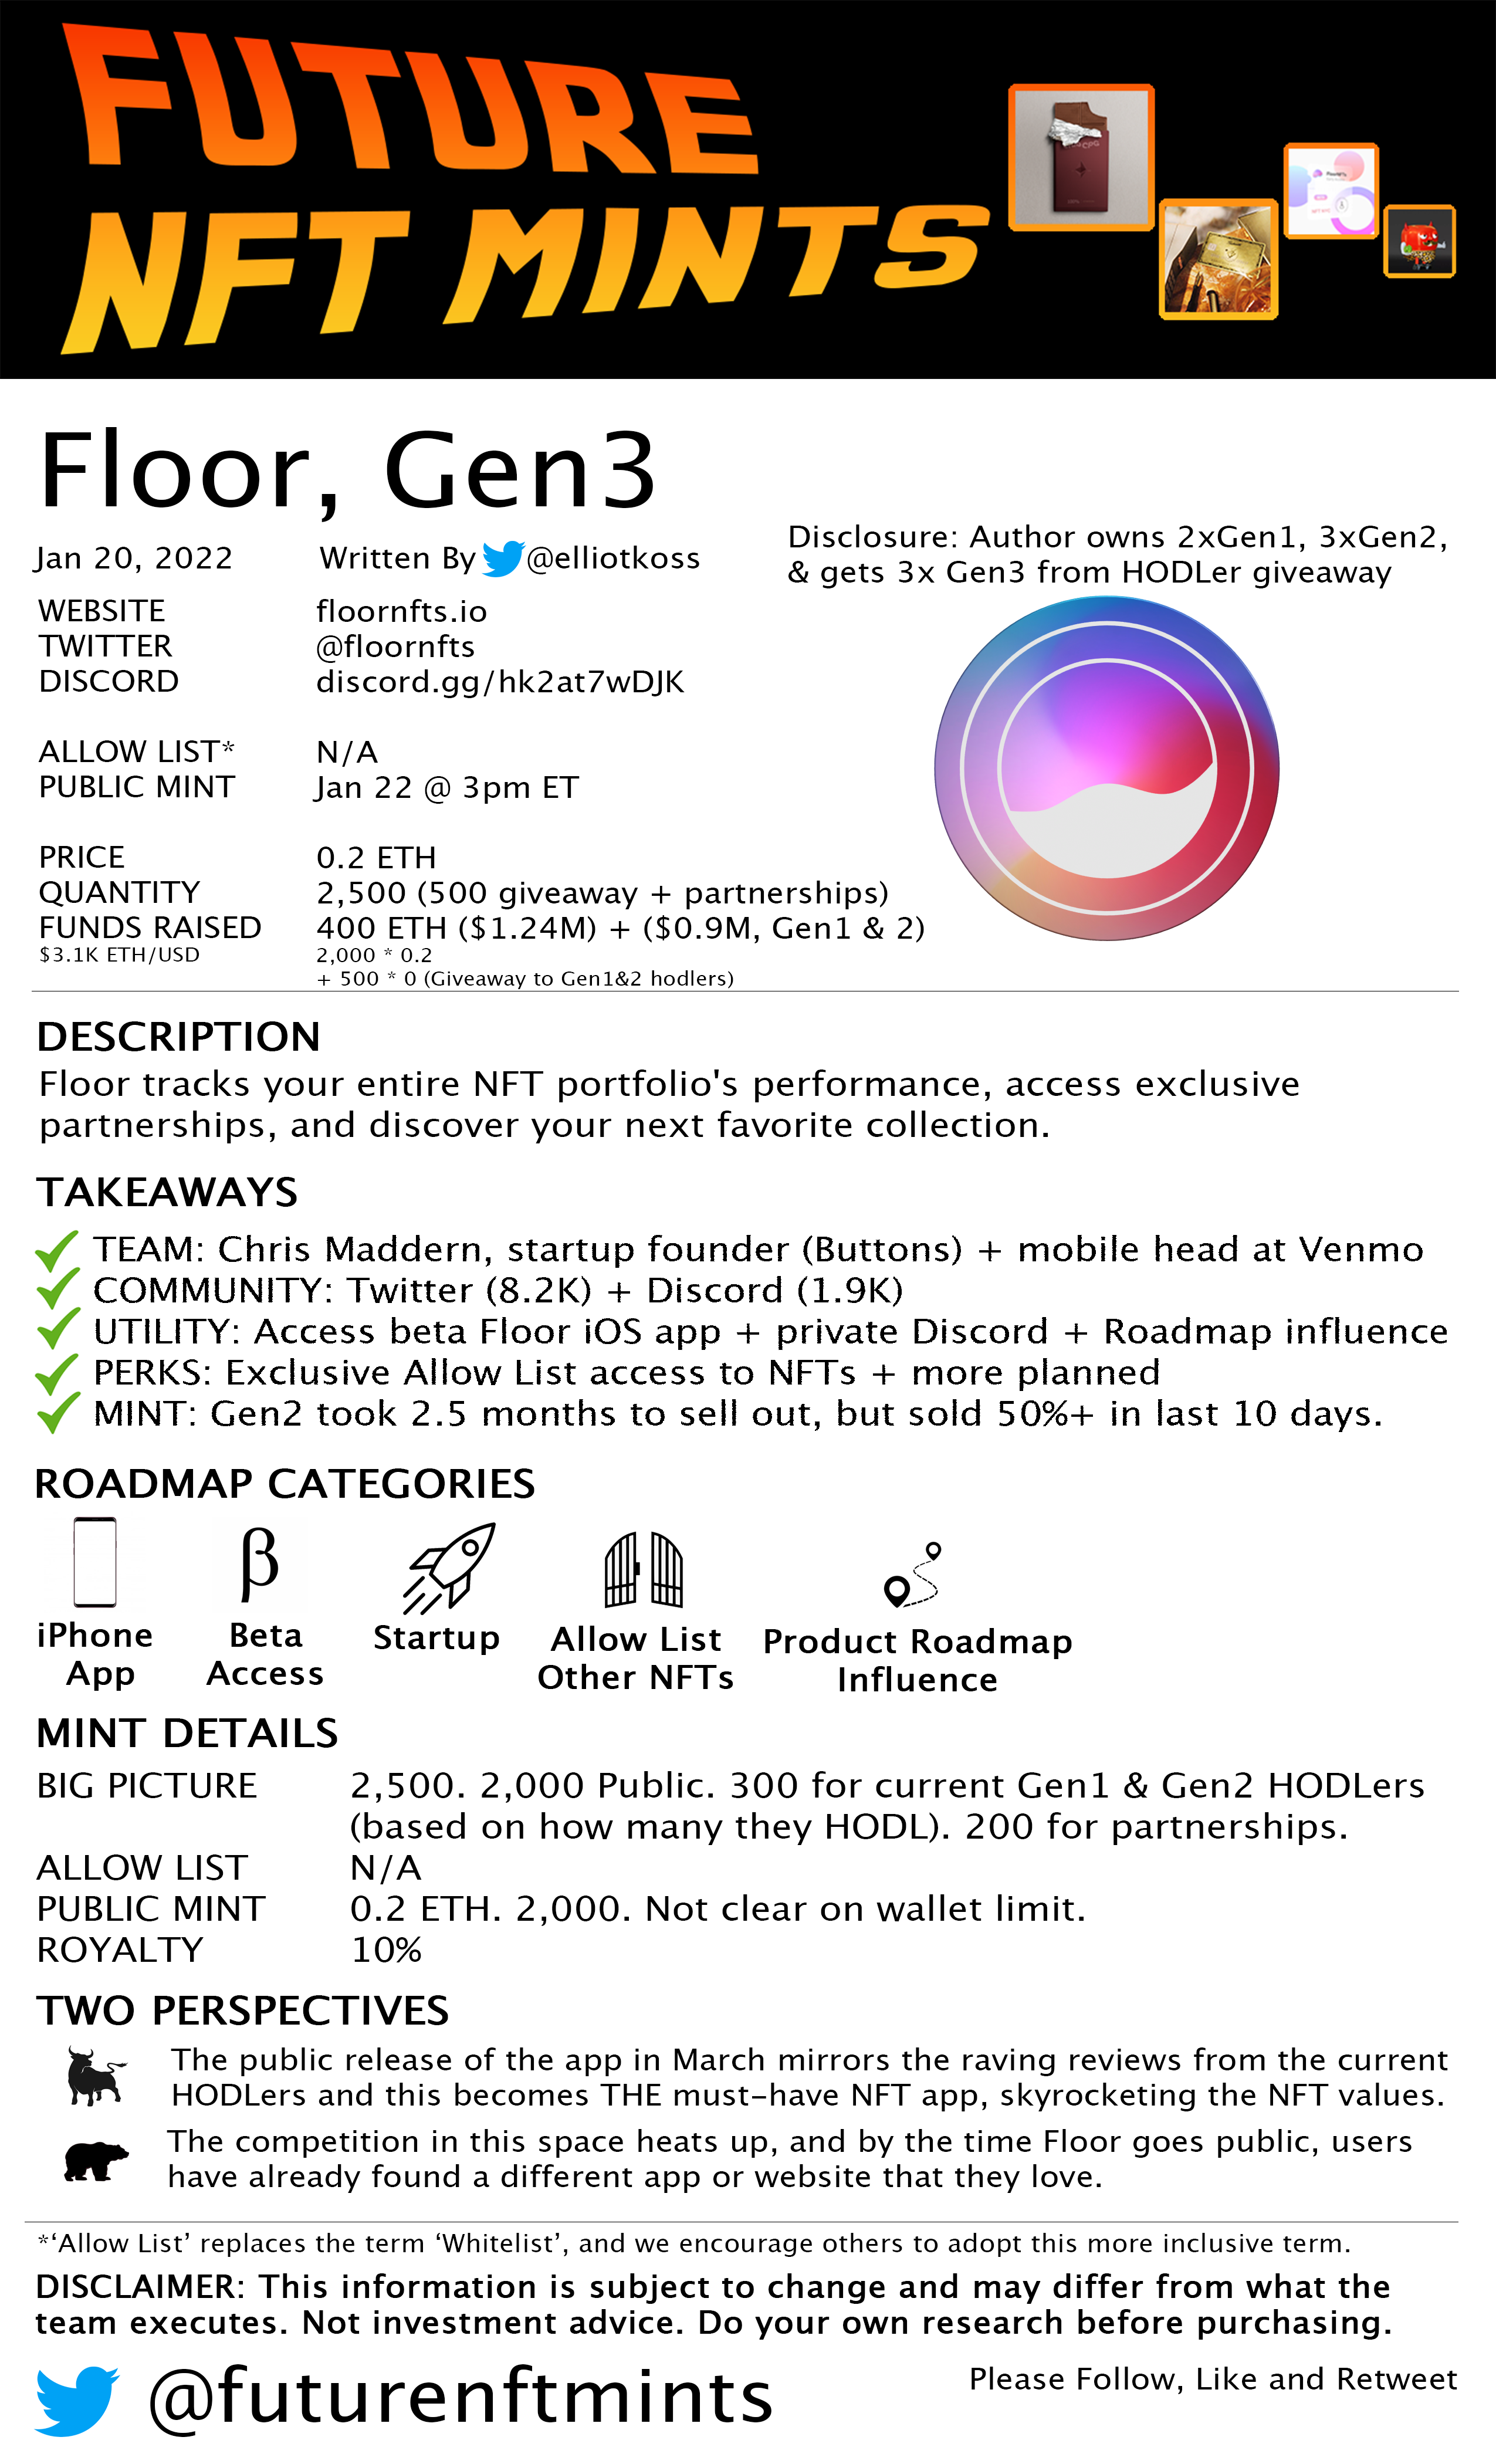 FUTURE
NFT MINTS
Floor, Gen3
Jan 20, 2022 Written By @elliotkoss
Disclosure: Author owns 2xGen1, 3xGen2,
& gets 3x Gen3 from HODLer giveaway
WEBSITE floornfts.io
TWITTER @floornfts
DISCORD discord.gg/hk2at7wDJK
ALLOW LIST* N/A
PUBLIC MINT Jan 22 @ 3pm ET
PRICE 0.2 ETH
QUANTITY 2,500 (500 giveaway + partnerships)
FUNDS RAISED 400 ETH ($1.24M) + ($0.9M, Gen1 & 2)
$3.1K ETH/USD 2,000 * 0.2
+ 500 * 0 (Giveaway to Gen1&2 hodlers)
DESCRIPTION
Floor tracks your entire NFT portfolio's performance, access exclusive
partnerships, and discover your next favorite collection.
TAKEAWAYS
TEAM: Chris Maddern, startup founder (Buttons) + mobile head at Venmo
COMMUNITY: Twitter (8.2K) + Discord (1.9K)
UTILITY: Access beta Floor iOS app + private Discord + Roadmap influence
PERKS: Exclusive Allow List access to NFTs + more planned
MINT: Gen2 took 2.5 months to sell out, but sold 50%+ in last 10 days.
ROADMAP CATEGORIES
β
iPhone
App
Beta
Access
Startup
Allow List
Other NFTs
Product Roadmap
Influence
MINT DETAILS
BIG PICTURE 2,500. 2,000 Public. 300 for current Gen1 & Gen2 HODLers
(based on how many they HODL). 200 for partnerships.
ALLOW LIST N/A
PUBLIC MINT 0.2 ETH. 2,000. Not clear on wallet limit.
ROYALTY 10%
TWO PERSPECTIVES
The public release of the app in March mirrors the raving reviews from the current
HODLers and this becomes THE must-have NFT app, skyrocketing the NFT values.
The competition in this space heats up, and by the time Floor goes public, users
have already found a different app or website that they love.
*‘Allow List’ replaces the term ‘Whitelist’, and we encourage others to adopt this more inclusive term.
DISCLAIMER: This information is subject to change and may differ from what the
team executes. Not investment advice. Do your own research before purchasing.
@futurenftmints
Please Follow, Like and Retweet